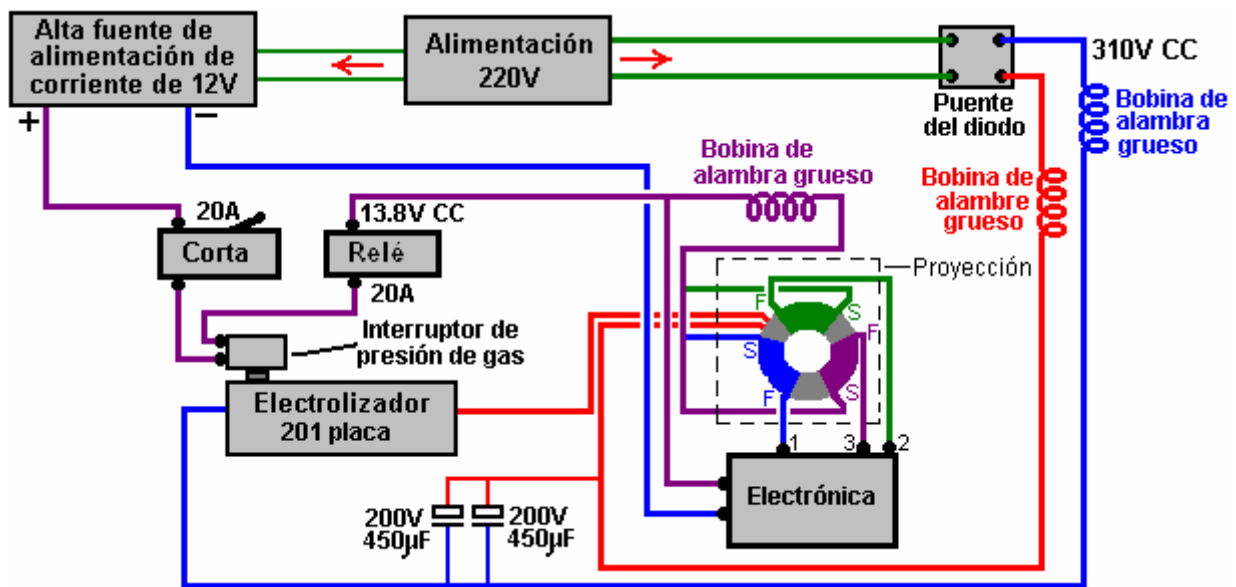 Alta fuente de
alimentación de
corriente de 12V
Alimentación
220V
310V CC
Puente
del diodo
Bobina de
alambra
grueso
+
−
Bobina de
alambra grueso
Bobina de
alambre
grueso
20A
Corta
13.8V CC
Relé
20A
Proyección
F
S
F
S
S
F
Interruptor de
presión de gas
Electrolizador
201 placa
1
3
2
Electrónica
200V
450µF
200V
450µF